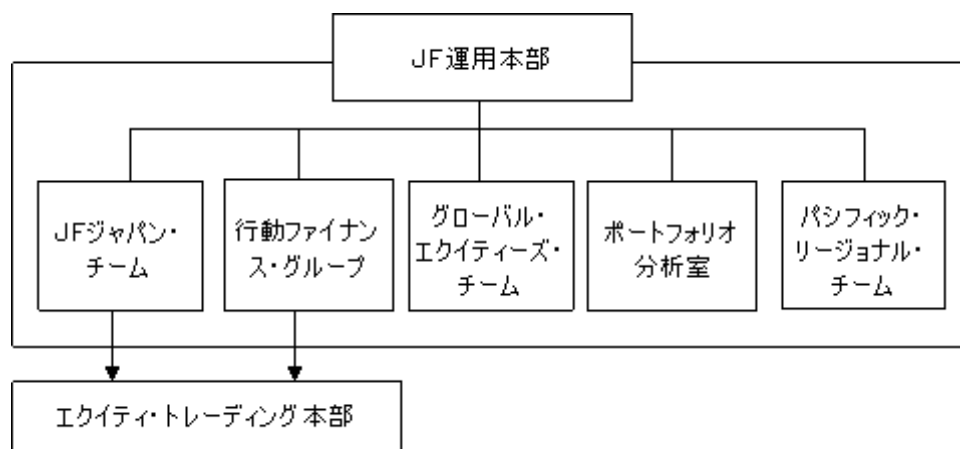 JF運用本部
JFジャパン・
チーム
行動ファイナン
ス・グループ
グローバル・
エクイティーズ・
チーム
ポートフォリオ
分析室
パシフィック・
リージョナル・
チーム
エクイティ・トレーディング本部